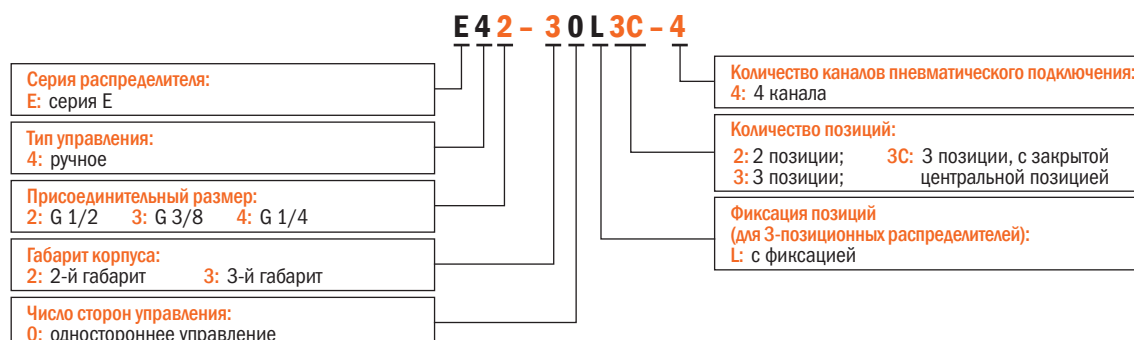 E42-30L3C-4
Серия распределителя:
E: серия E
Тип управления:
4: ручное
Присоединительный размер:
2: G 1/2 3: G 3/8 4: G 1/4
Габарит корпуса:
2: 2-й габарит 3: 3-й габарит
Число сторон управления:
0: одностороннее управление
Количество каналов пневматического подключения:
4: 4 канала
Количество позиций:
2: 2 позиции; 3C: 3 позиции, с закрытой
3: 3 позиции; центральной позицией
Фиксация позиций
(для 3-позиционных распределителей):
L: с фиксацией